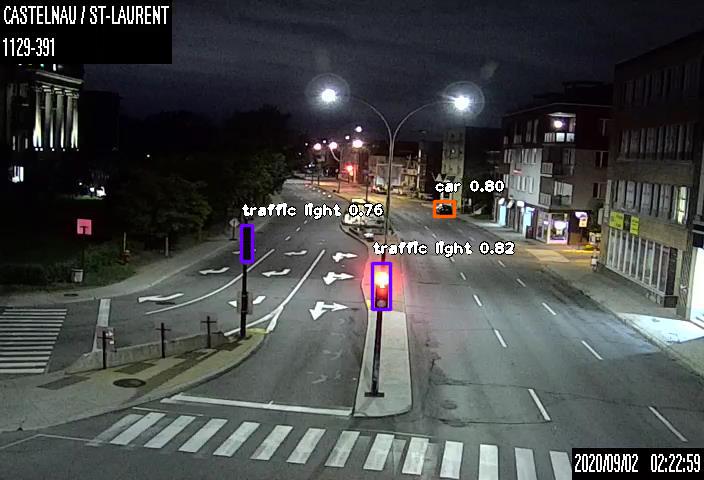 CASTELNAU / ST-LAURENT
1129-391
car 0.80
traffic light 0.76
traffic light 0.82
2020/09/02 02:22:59